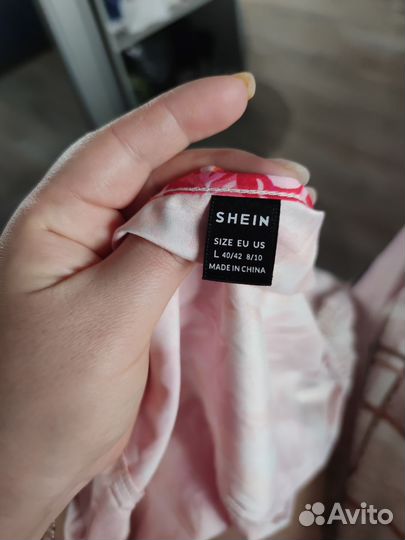 SHEIN
SIZE EU US
L 40/42 8/10
MADE IN CHINA
Avito